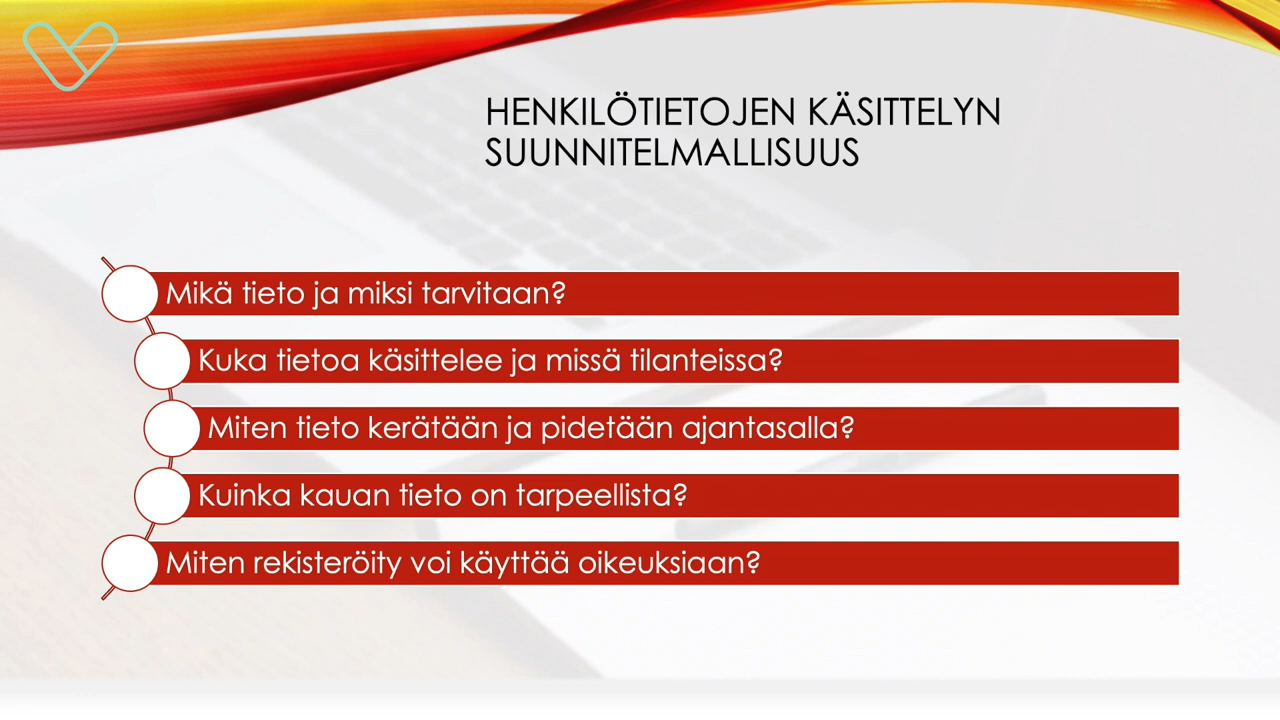 HENKILÖTIETOJEN KÄSITTELYN
SUUNNITELMALLISUUS
Mikä tieto ja miksi tarvitaan?
Kuka tietoa käsittelee ja missä tilanteissa?
Miten tieto kerätään ja pidetään ajantasalla?
Kuinka kauan tieto on tarpeellista?
Miten rekisteröity voi käyttää oikeuksiaan?